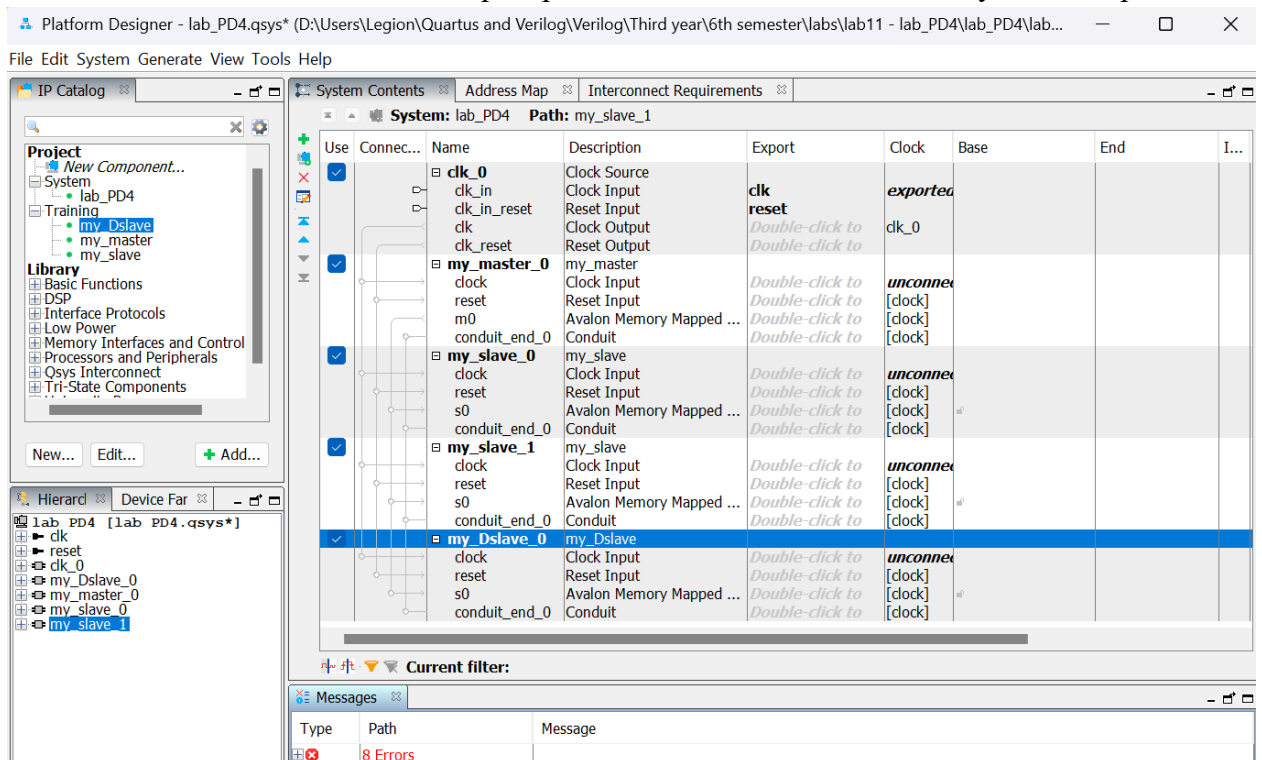 Platform Designer - lab_PD4.qsys* (D:\Users\Legion\Quartus and Verilog\Verilog\Third year\6th semester\labs\lab11 - lab_PD4\lab_PD4\lab...
File Edit System Generate View Tools Help
IP Catalog
Project
New Component...
System
lab_PD4
Training
my_Dslave
my_master
my_slave
Library
Basic Functions
DSP
Interface Protocols
Low Power
Memory Interfaces and Control
Processors and Peripherals
Qsys Interconnect
Tri-State Components
New... Edit... Add...
Hierarcl Device Far
lab PD4 [lab PD4.qsys*]
clk
reset
clk_0
my_Dslave_0
my_master_0
my_slave_0
my_slave_1
System Contents Address Map Interconnect Requirements
System: lab_PD4 Path: my_slave_1
Use Connec... Name Description Export Clock Base End I...
clk_0 Clock Source
clk_in Clock Input clk exported
clk_in_reset Reset Input reset
clk Clock Output Double-click to clk_0
clk_reset Reset Output Double-click to
my_master_0 my_master
clock Clock Input Double-click to unconne
reset Reset Input Double-click to [clock]
m0 Avalon Memory Mapped ... Double-click to [clock]
conduit_end_0 Conduit Double-click to [clock]
my_slave_0 my_slave
clock Clock Input Double-click to unconne
reset Reset Input Double-click to [clock]
s0 Avalon Memory Mapped ... Double-click to [clock]
conduit_end_0 Conduit Double-click to [clock]
my_slave_1 my_slave
clock Clock Input Double-click to unconne
reset Reset Input Double-click to [clock]
s0 Avalon Memory Mapped ... Double-click to [clock]
conduit_end_0 Conduit Double-click to [clock]
my_Dslave_0 my_Dslave
clock Clock Input Double-click to unconne
reset Reset Input Double-click to [clock]
s0 Avalon Memory Mapped ... Double-click to [clock]
conduit_end_0 Conduit Double-click to [clock]
Current filter:
Messages
Type Path Message
8 Errors